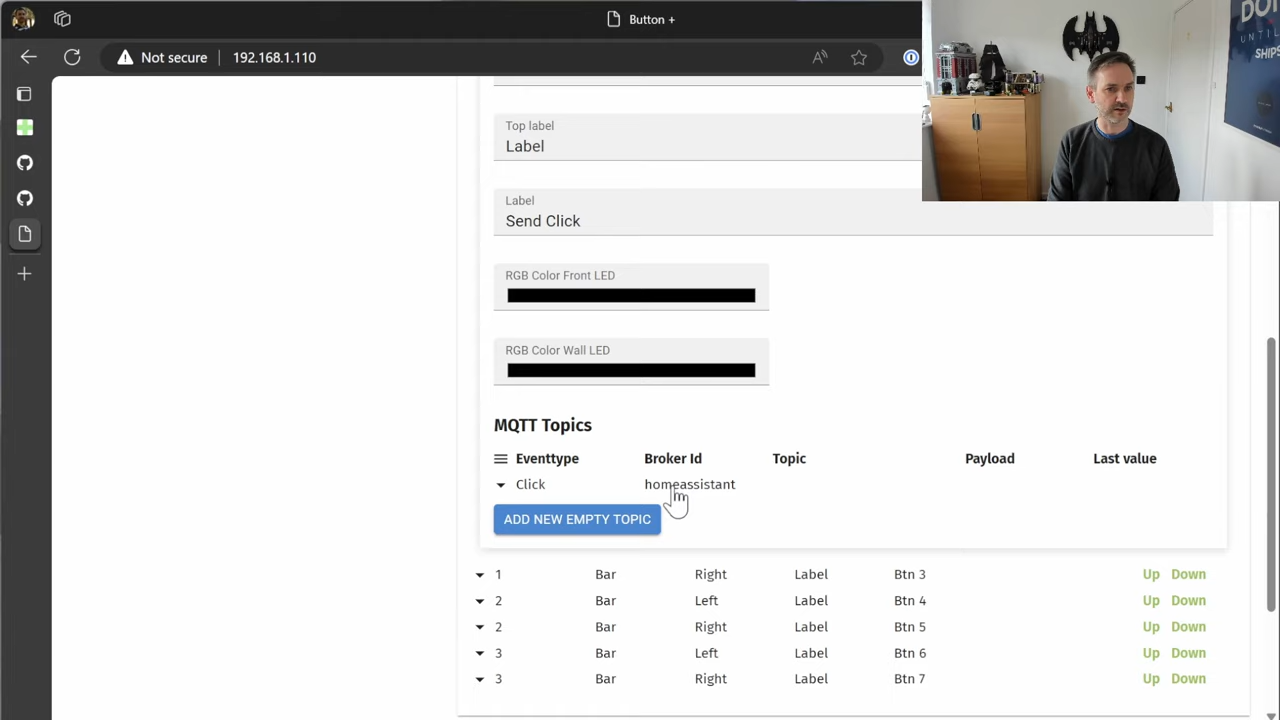 Button +
Not secure 192.168.1.110
DON
UNTIL
SHIPS
Top label
Label
Label
Send Click
RGB Color Front LED
RGB Color Wall LED
MQTT Topics
Eventtype Broker Id Topic Payload Last value
Click homeassistant
ADD NEW EMPTY TOPIC
1 Bar Right Label Btn 3 Up Down
2 Bar Left Label Btn 4 Up Down
2 Bar Right Label Btn 5 Up Down
3 Bar Left Label Btn 6 Up Down
3 Bar Right Label Btn 7 Up Down